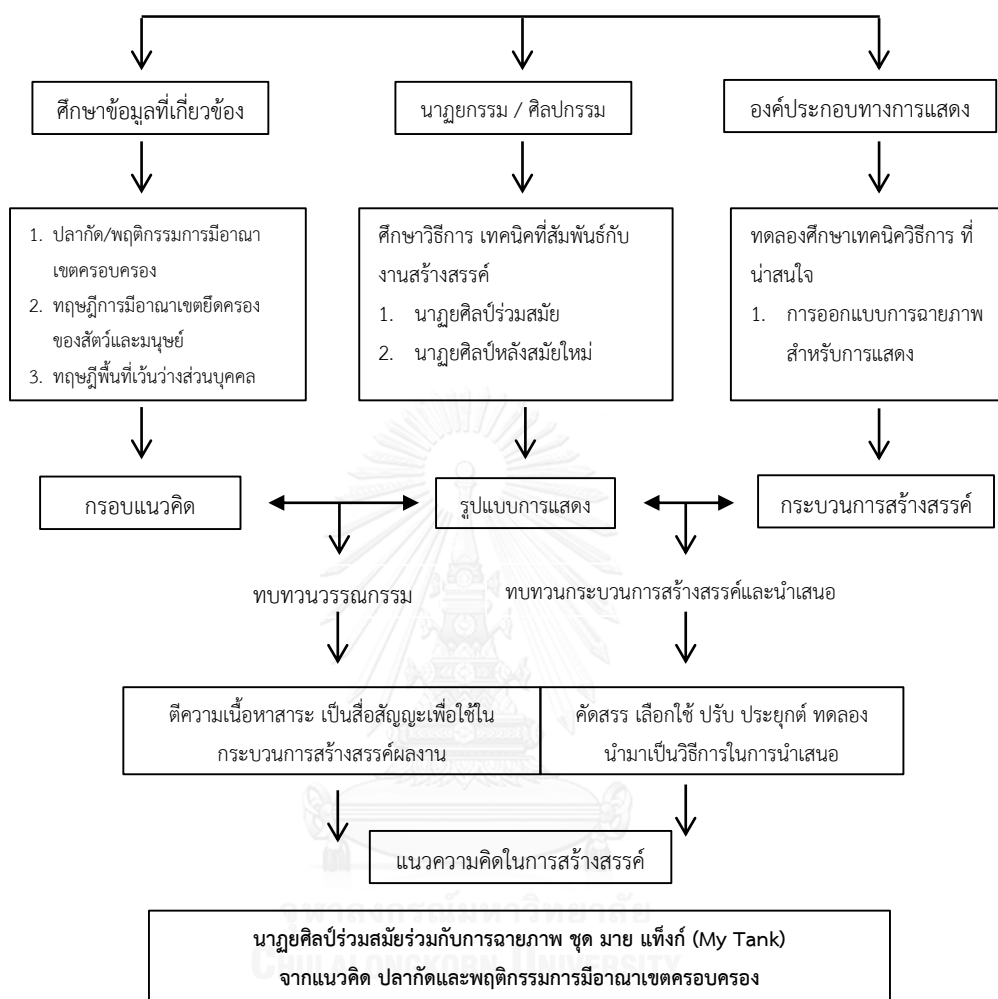 ศึกษาข้อมูลที่เกี่ยวข้อง
นาฏยกรรม / ศิลปกรรม
องค์ประกอบทางการแสดง
1. ปลากัด/พฤติกรรมการมีอาณา
เขตครอบครอง
2. ทฤษฎีการมีอาณาเขตยึดครอง
ของสัตว์และมนุษย์
3. ทฤษฎีพื้นที่เว้นว่างส่วนบุคคล
ศึกษาวิธีการ เทคนิคที่สัมพันธ์กับ
งานสร้างสรรค์
1. นาฏยศิลป์ร่วมสมัย
2. นาฏยศิลป์หลังสมัยใหม่
ทดลองศึกษาเทคนิควิธีการ ที่
น่าสนใจ
1. การออกแบบการฉายภาพ
สำหรับการแสดง
กรอบแนวคิด
รูปแบบการแสดง
กระบวนการสร้างสรรค์
ทบทวนวรรณกรรม
ทบทวนกระบวนการสร้างสรรค์และนำเสนอ
ตีความเนื้อหาสาระ เป็นสื่อสัญญะเพื่อใช้ใน
กระบวนการสร้างสรรค์ผลงาน
คัดสรร เลือกใช้ ปรับ ประยุกต์ ทดลอง
นำมาเป็นวิธีการในการนำเสนอ
แนวความคิดในการสร้างสรรค์
จุฬาลงกรณ์มหาวิทยาลัย
CHULALONGKORN UNIVERSITY
นาฏยศิลป์ร่วมสมัยร่วมกับการฉายภาพ ชุด มาย แท็งก์ (My Tank)
จากแนวคิด ปลากัดและพฤติกรรมการมีอาณาเขตครอบครอง